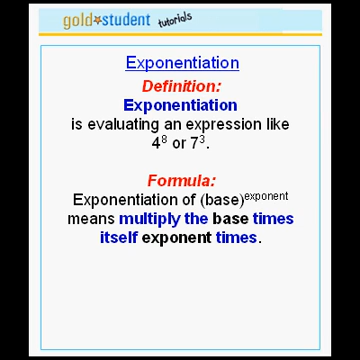 gold★student tutorials
Exponentiation
Definition:
Exponentiation
is evaluating an expression like
4⁸ or 7³.
Formula:
Exponentiation of (base)ᵉˣᵖᵒⁿᵉⁿᵗ
means multiply the base times
itself exponent times.